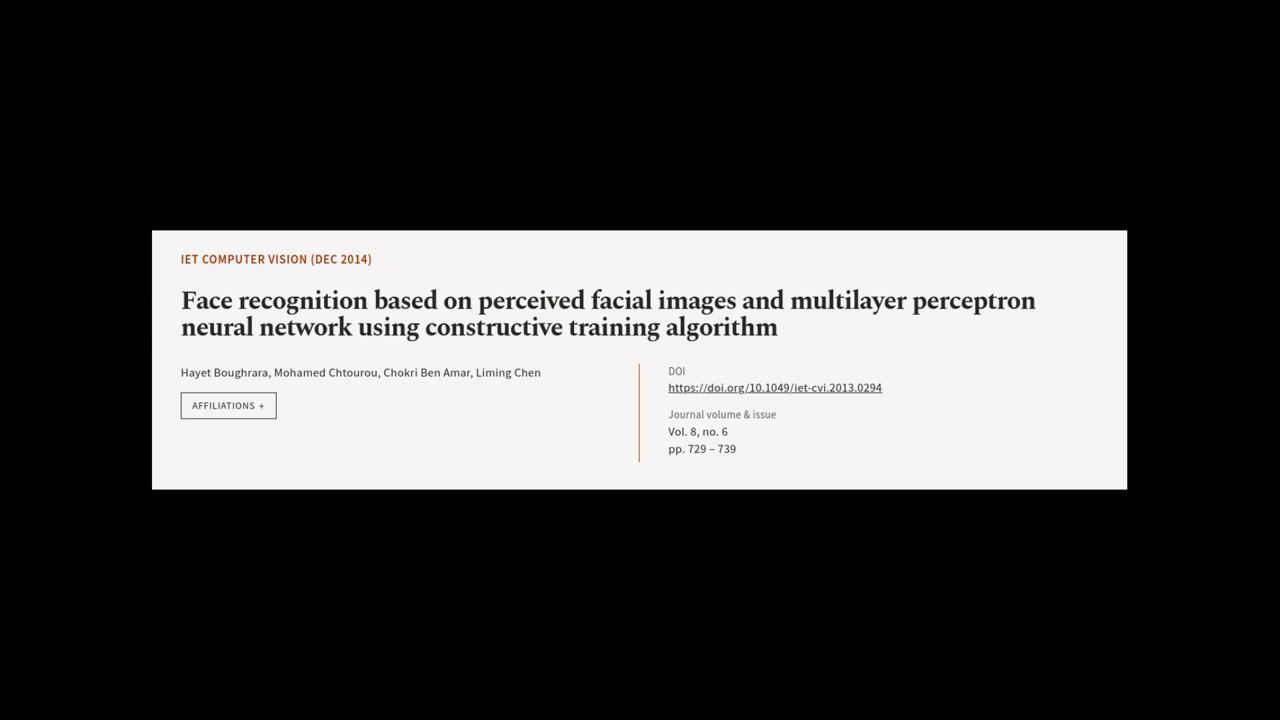 IET COMPUTER VISION (DEC 2014)
Face recognition based on perceived facial images and multilayer perceptron
neural network using constructive training algorithm
Hayet Boughrara, Mohamed Chtourou, Chokri Ben Amar, Liming Chen
AFFILIATIONS +
DOI
https://doi.org/10.1049/iet-cvi.2013.0294
Journal volume & issue
Vol. 8, no. 6
pp. 729 – 739